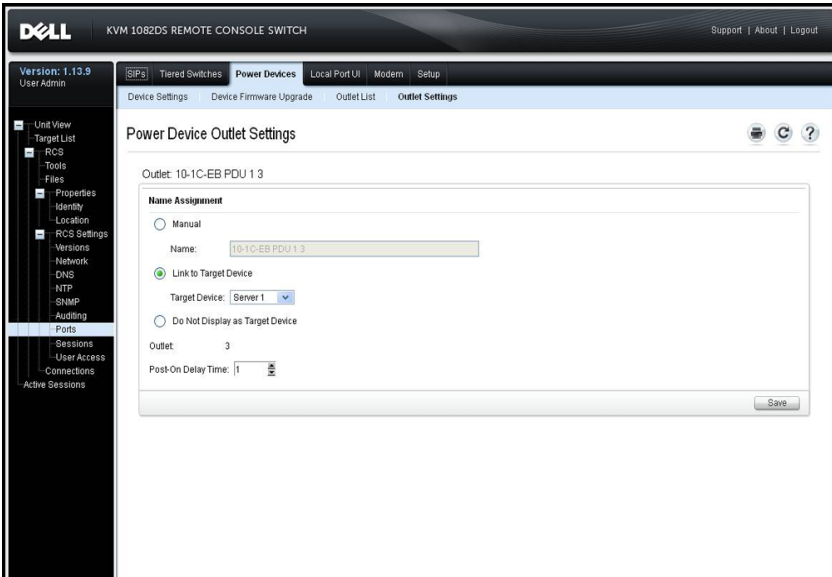 DELL
KVM 1082DS REMOTE CONSOLE SWITCH
Support | About | Logout
Version: 1.13.9
User:Admin
SIPs Tiered Switches Power Devices Local Port UI Modem Setup
Device Settings Device Firmware Upgrade Outlet List Outlet Settings
Unit View
Target List
RCS
Tools
Files
Properties
Identity
Location
RCS Settings
Versions
Network
DNS
NTP
SNMP
Auditing
Ports
Sessions
User Access
Connections
Active Sessions
Power Device Outlet Settings
Outlet: 10-1C-EB PDU 1 3
Name Assignment
Manual
Name: 10-1C-EB PDU 1 3
Link to Target Device
Target Device: Server 1
Do Not Display as Target Device
Outlet: 3
Post-On Delay Time: 1
Save